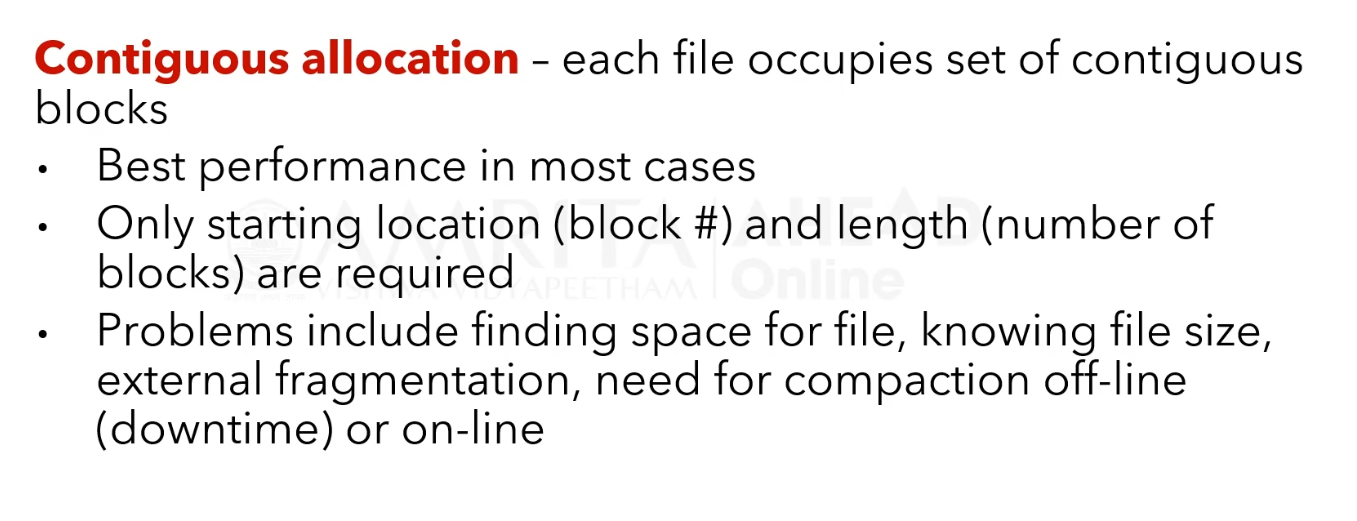 Contiguous allocation – each file occupies set of contiguous
blocks
• Best performance in most cases
• Only starting location (block #) and length (number of
blocks) are required
• Problems include finding space for file, knowing file size,
external fragmentation, need for compaction off-line
(downtime) or on-line
AMRITA
VISHWA VIDYAPEETHAM
AHEAD
Online